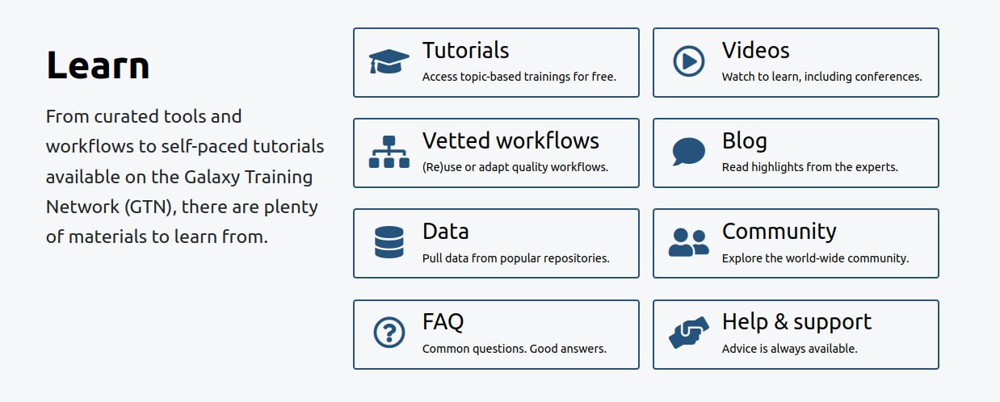 Learn
From curated tools and
workflows to self-paced tutorials
available on the Galaxy Training
Network (GTN), there are plenty
of materials to learn from.
Tutorials
Access topic-based trainings for free.
Videos
Watch to learn, including conferences.
Vetted workflows
(Re)use or adapt quality workflows.
Blog
Read highlights from the experts.
Data
Pull data from popular repositories.
Community
Explore the world-wide community.
FAQ
Common questions. Good answers.
Help & support
Advice is always available.